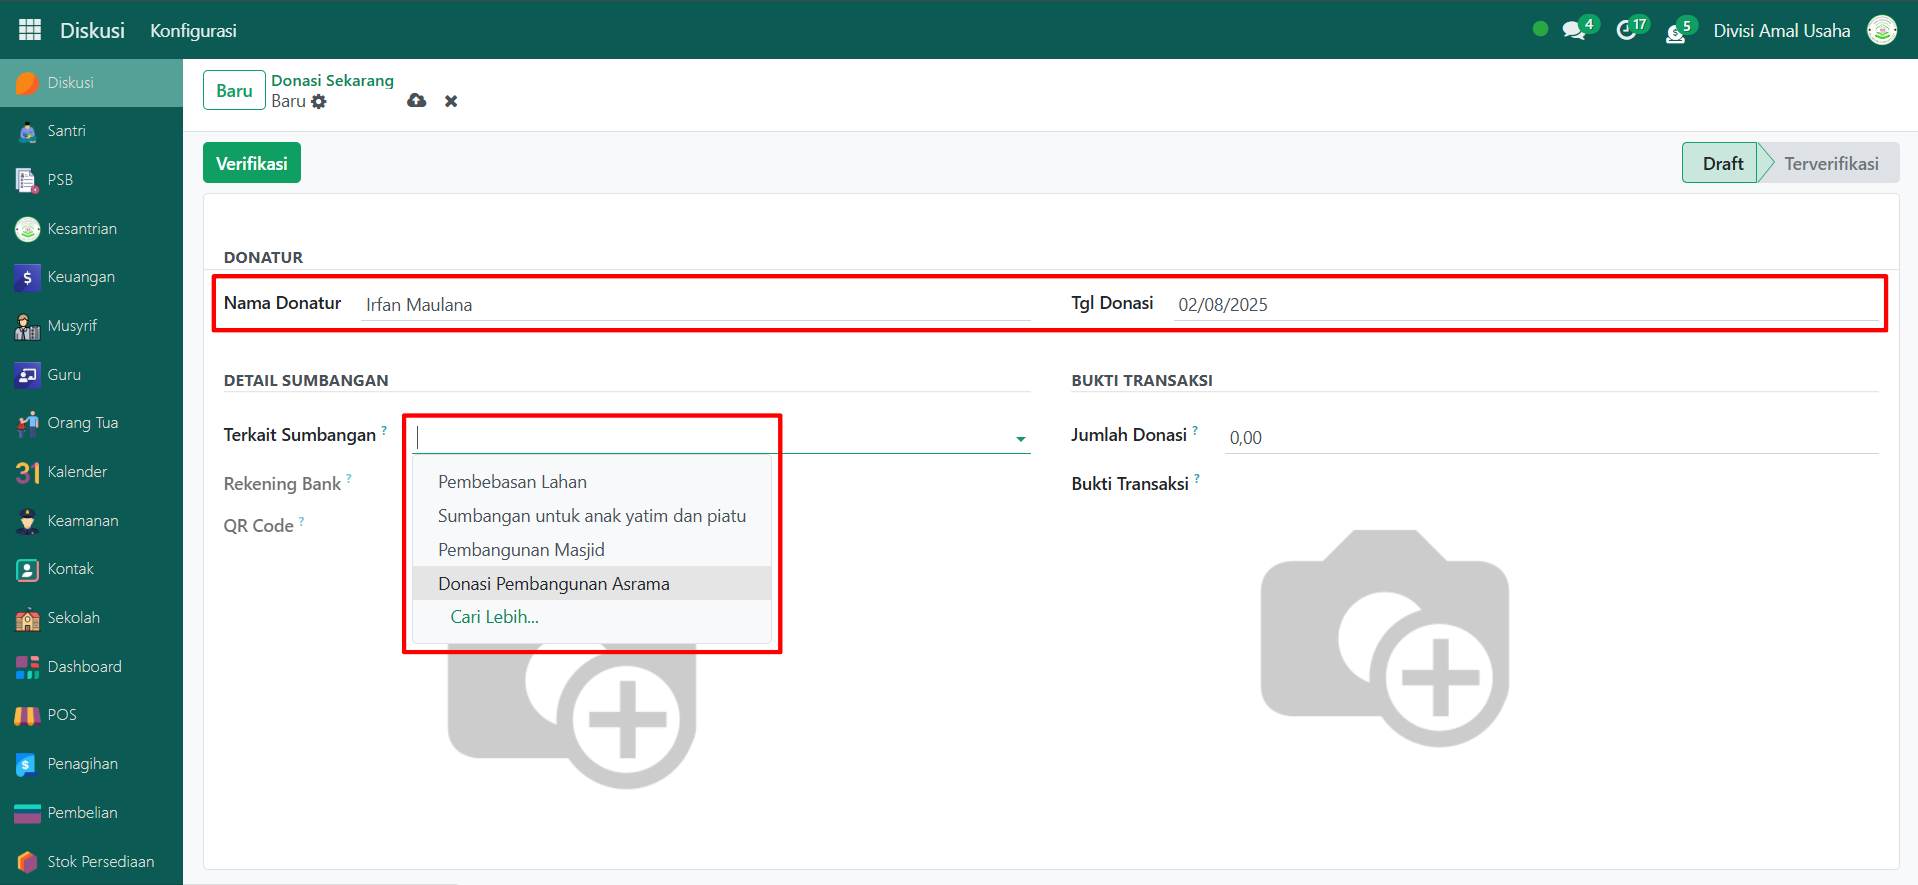 Diskusi
Konfigurasi
4
17
5
Divisi Amal Usaha
Diskusi
Santri
PSB
Kesantrian
Keuangan
Musyrif
Guru
Orang Tua
31 Kalender
Keamanan
Kontak
Sekolah
Dashboard
POS
Penagihan
Pembelian
Stok Persediaan
Baru
Donasi Sekarang
Baru
Verifikasi
Draft
Terverifikasi
DONATUR
Nama Donatur Irfan Maulana
Tgl Donasi 02/08/2025
DETAIL SUMBANGAN
Terkait Sumbangan ?
Pembebasan Lahan
Sumbangan untuk anak yatim dan piatu
Pembangunan Masjid
Donasi Pembangunan Asrama
Cari Lebih...
Rekening Bank ?
QR Code ?
BUKTI TRANSAKSI
Jumlah Donasi ? 0,00
Bukti Transaksi ?